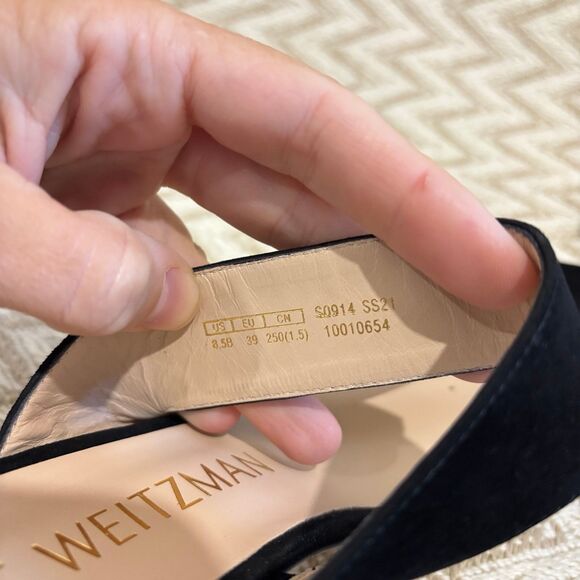 US EU CN
8.5B 39 250(1.5)
S0914 SS21
10010654
WEITZMAN